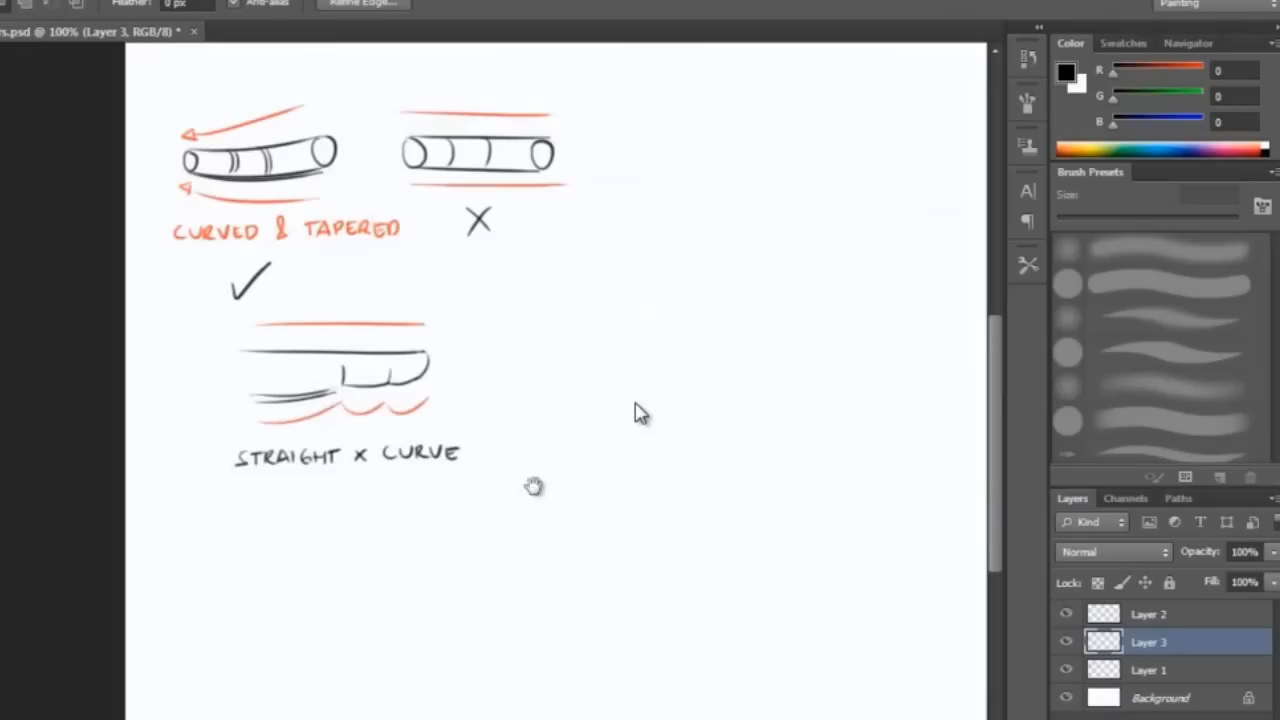 Feather: 0 px Anti-alias Refine Edge... Painting
rs.psd @ 100% (Layer 3, RGB/8) * ×
Color Swatches Navigator
R 0
G 0
B 0
Brush Presets
Size:
CURVED & TAPERED
X
STRAIGHT x CURVE
Layers Channels Paths
Kind
Normal Opacity: 100%
Lock: Fill: 100%
Layer 2
Layer 3
Layer 1
Background